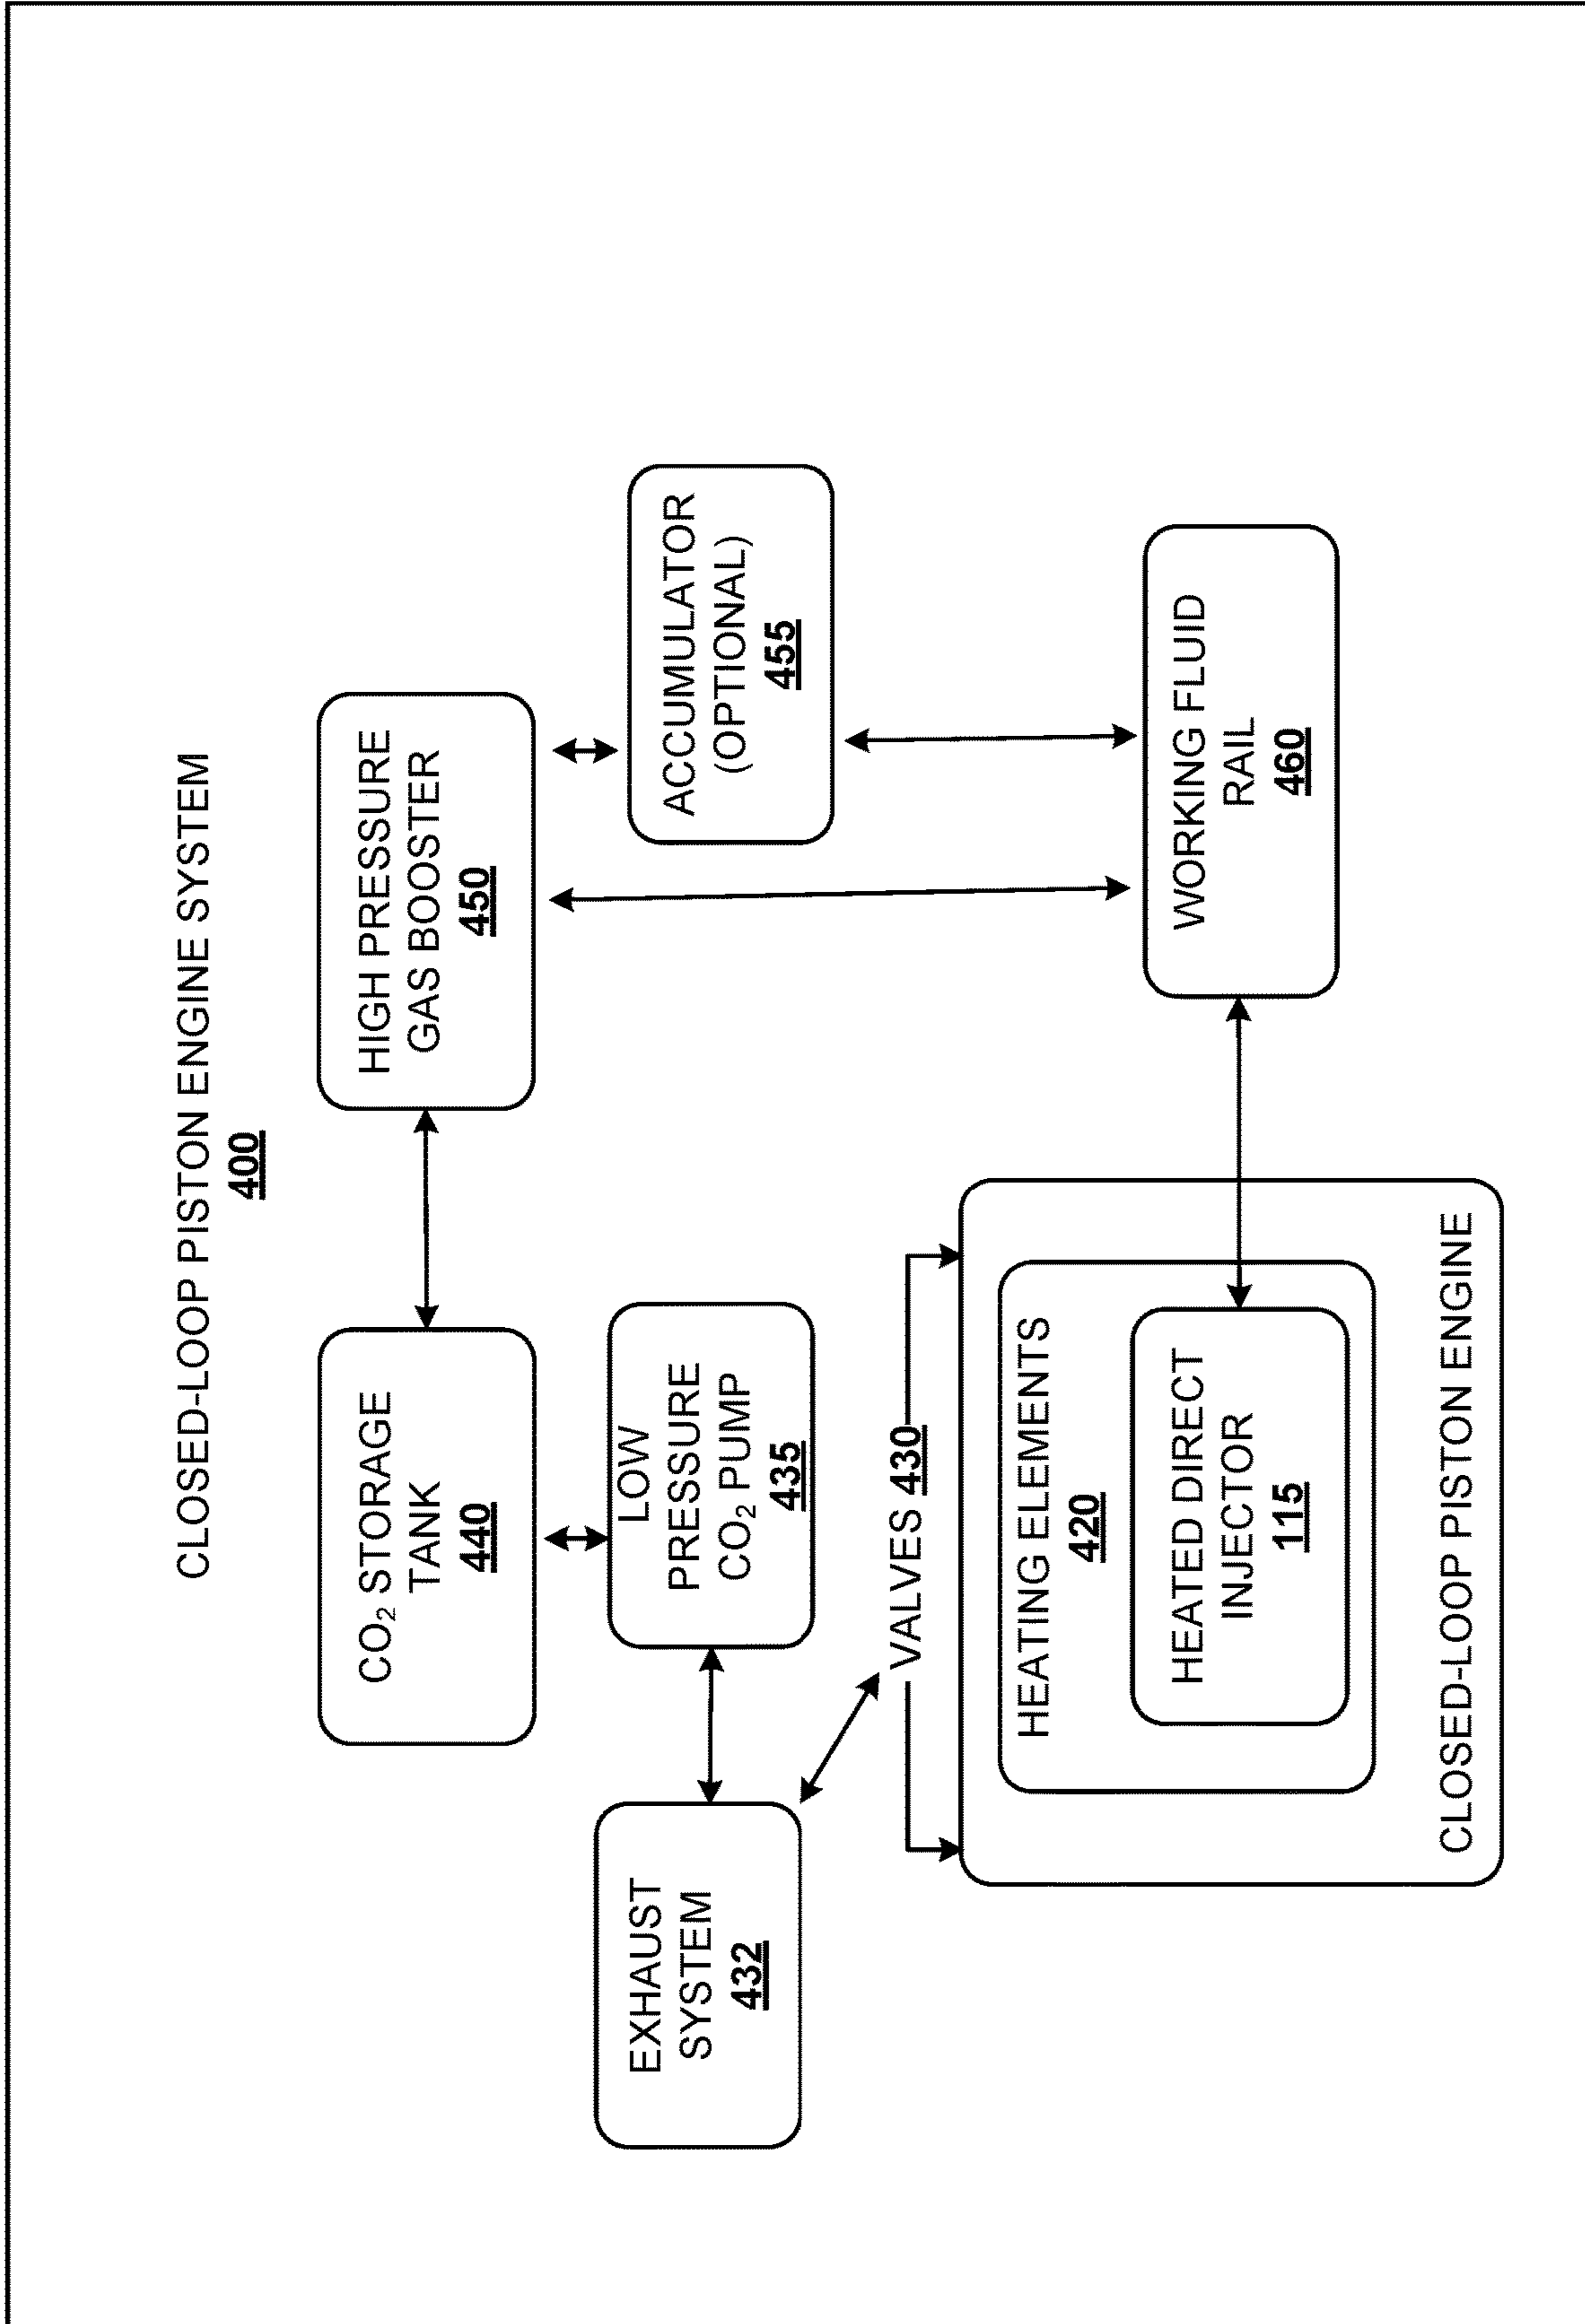 CLOSED-LOOP PISTON ENGINE SYSTEM
400
CO₂ STORAGE
TANK
440
HIGH PRESSURE
GAS BOOSTER
450
EXHAUST
SYSTEM
432
LOW
PRESSURE
CO₂ PUMP
435
ACCUMULATOR
(OPTIONAL)
455
VALVES 430
HEATING ELEMENTS
420
HEATED DIRECT
INJECTOR
115
CLOSED-LOOP PISTON ENGINE
WORKING FLUID
RAIL
460